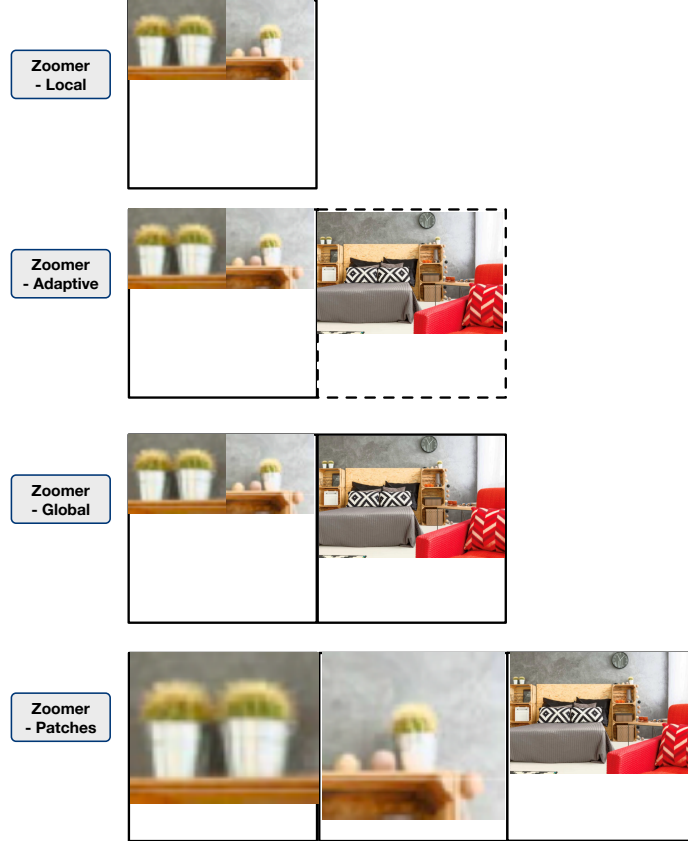 Zoomer
- Local
Zoomer
- Adaptive
Zoomer
- Global
Zoomer
- Patches